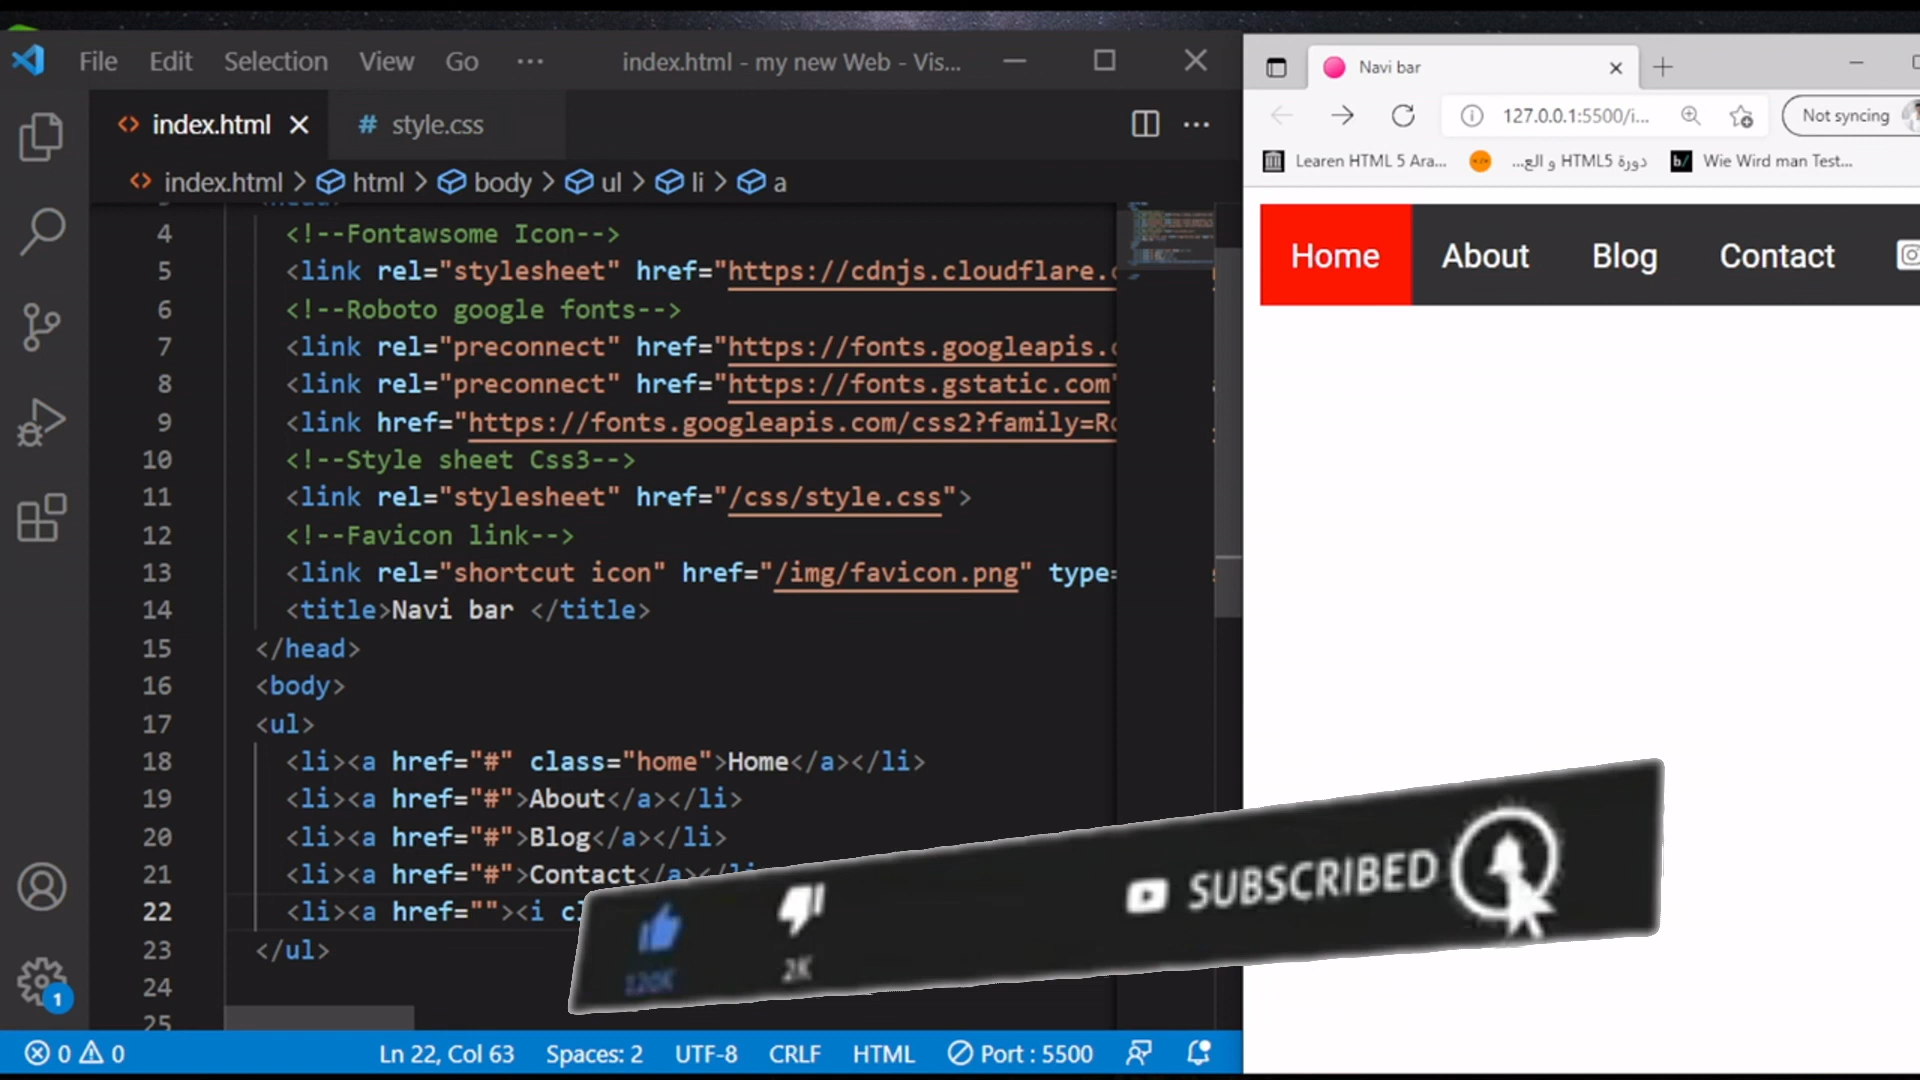 File Edit Selection View Go ... index.html - my new Web - Vis...
index.html style.css
index.html > html > body > ul > li > a
4 <!--Fontawsome Icon-->
5 <link rel="stylesheet" href="https://cdnjs.cloudflare.
6 <!--Roboto google fonts-->
7 <link rel="preconnect" href="https://fonts.googleapis.
8 <link rel="preconnect" href="https://fonts.gstatic.com
9 <link href="https://fonts.googleapis.com/css2?family=Ro
10 <!--Style sheet Css3-->
11 <link rel="stylesheet" href="/css/style.css">
12 <!--Favicon link-->
13 <link rel="shortcut icon" href="/img/favicon.png" type=
14 <title>Navi bar </title>
15 </head>
16 <body>
17 <ul>
18 <li><a href="#" class="home">Home</a></li>
19 <li><a href="#">About</a></li>
20 <li><a href="#">Blog</a></li>
21 <li><a href="#">Contact</a></li>
22 <li><a href=""><i cl
23 </ul>
24
25
1
0 0 Ln 22, Col 63 Spaces: 2 UTF-8 CRLF HTML Port : 5500
Navi bar
127.0.0.1:5500/i... Not syncing
Learen HTML 5 Ara... دورة HTML5 و الع... Wie Wird man Test...
Home About Blog Contact
120K 2K SUBSCRIBED